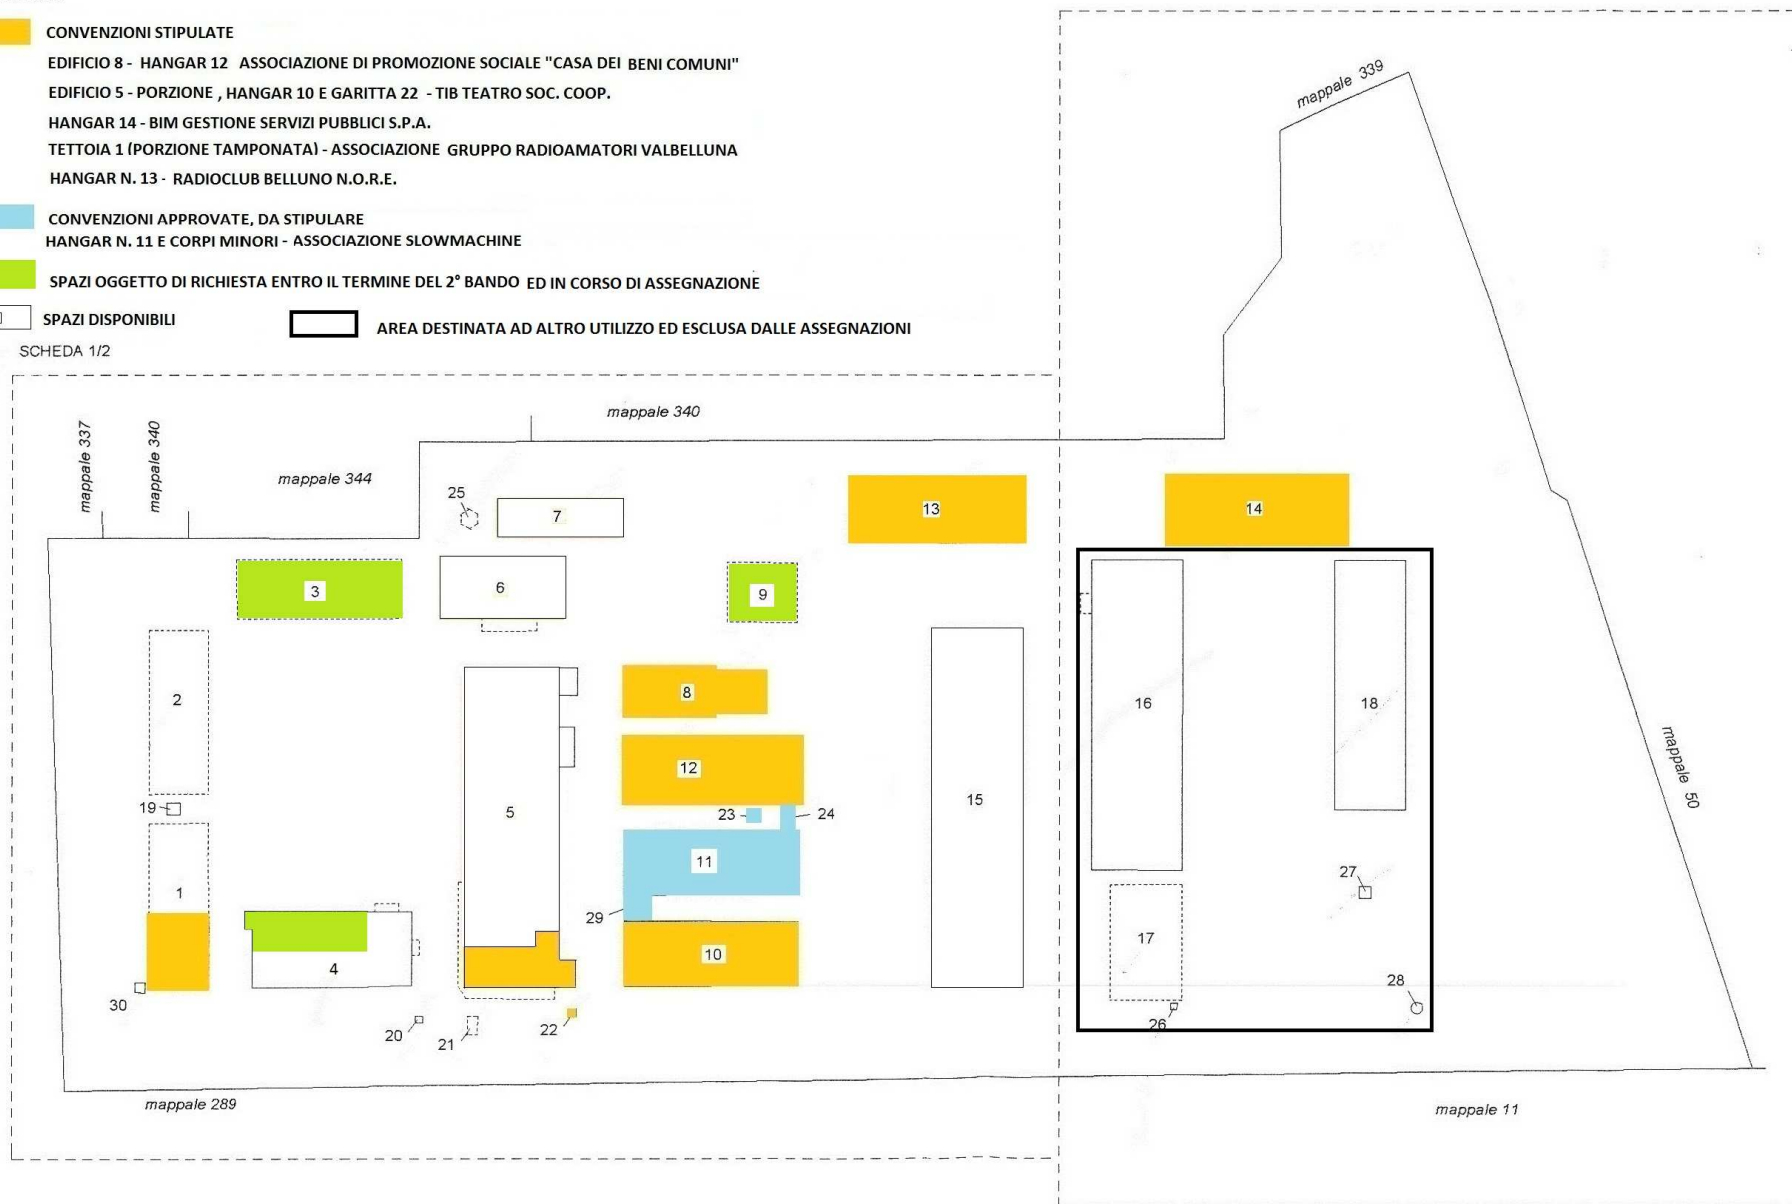 CONVENZIONI STIPULATE
EDIFICIO 8 - HANGAR 12 ASSOCIAZIONE DI PROMOZIONE SOCIALE "CASA DEI BENI COMUNI"
EDIFICIO 5 - PORZIONE , HANGAR 10 E GARITTA 22 - TIB TEATRO SOC. COOP.
HANGAR 14 - BIM GESTIONE SERVIZI PUBBLICI S.P.A.
TETTOIA 1 (PORZIONE TAMPONATA) - ASSOCIAZIONE GRUPPO RADIOAMATORI VALBELLUNA
HANGAR N. 13 - RADIOCLUB BELLUNO N.O.R.E.
CONVENZIONI APPROVATE, DA STIPULARE
HANGAR N. 11 E CORPI MINORI - ASSOCIAZIONE SLOWMACHINE
SPAZI OGGETTO DI RICHIESTA ENTRO IL TERMINE DEL 2° BANDO ED IN CORSO DI ASSEGNAZIONE
SPAZI DISPONIBILI
AREA DESTINATA AD ALTRO UTILIZZO ED ESCLUSA DALLE ASSEGNAZIONI
SCHEDA 1/2
mappale 339
mappale 337
mappale 340
mappale 344
mappale 340
25
7
13
14
3
6
9
2
8
16
18
12
19
5
15
23
24
1
11
27
29
4
10
17
30
20
21
22
26
28
mappale 50
mappale 289
mappale 11